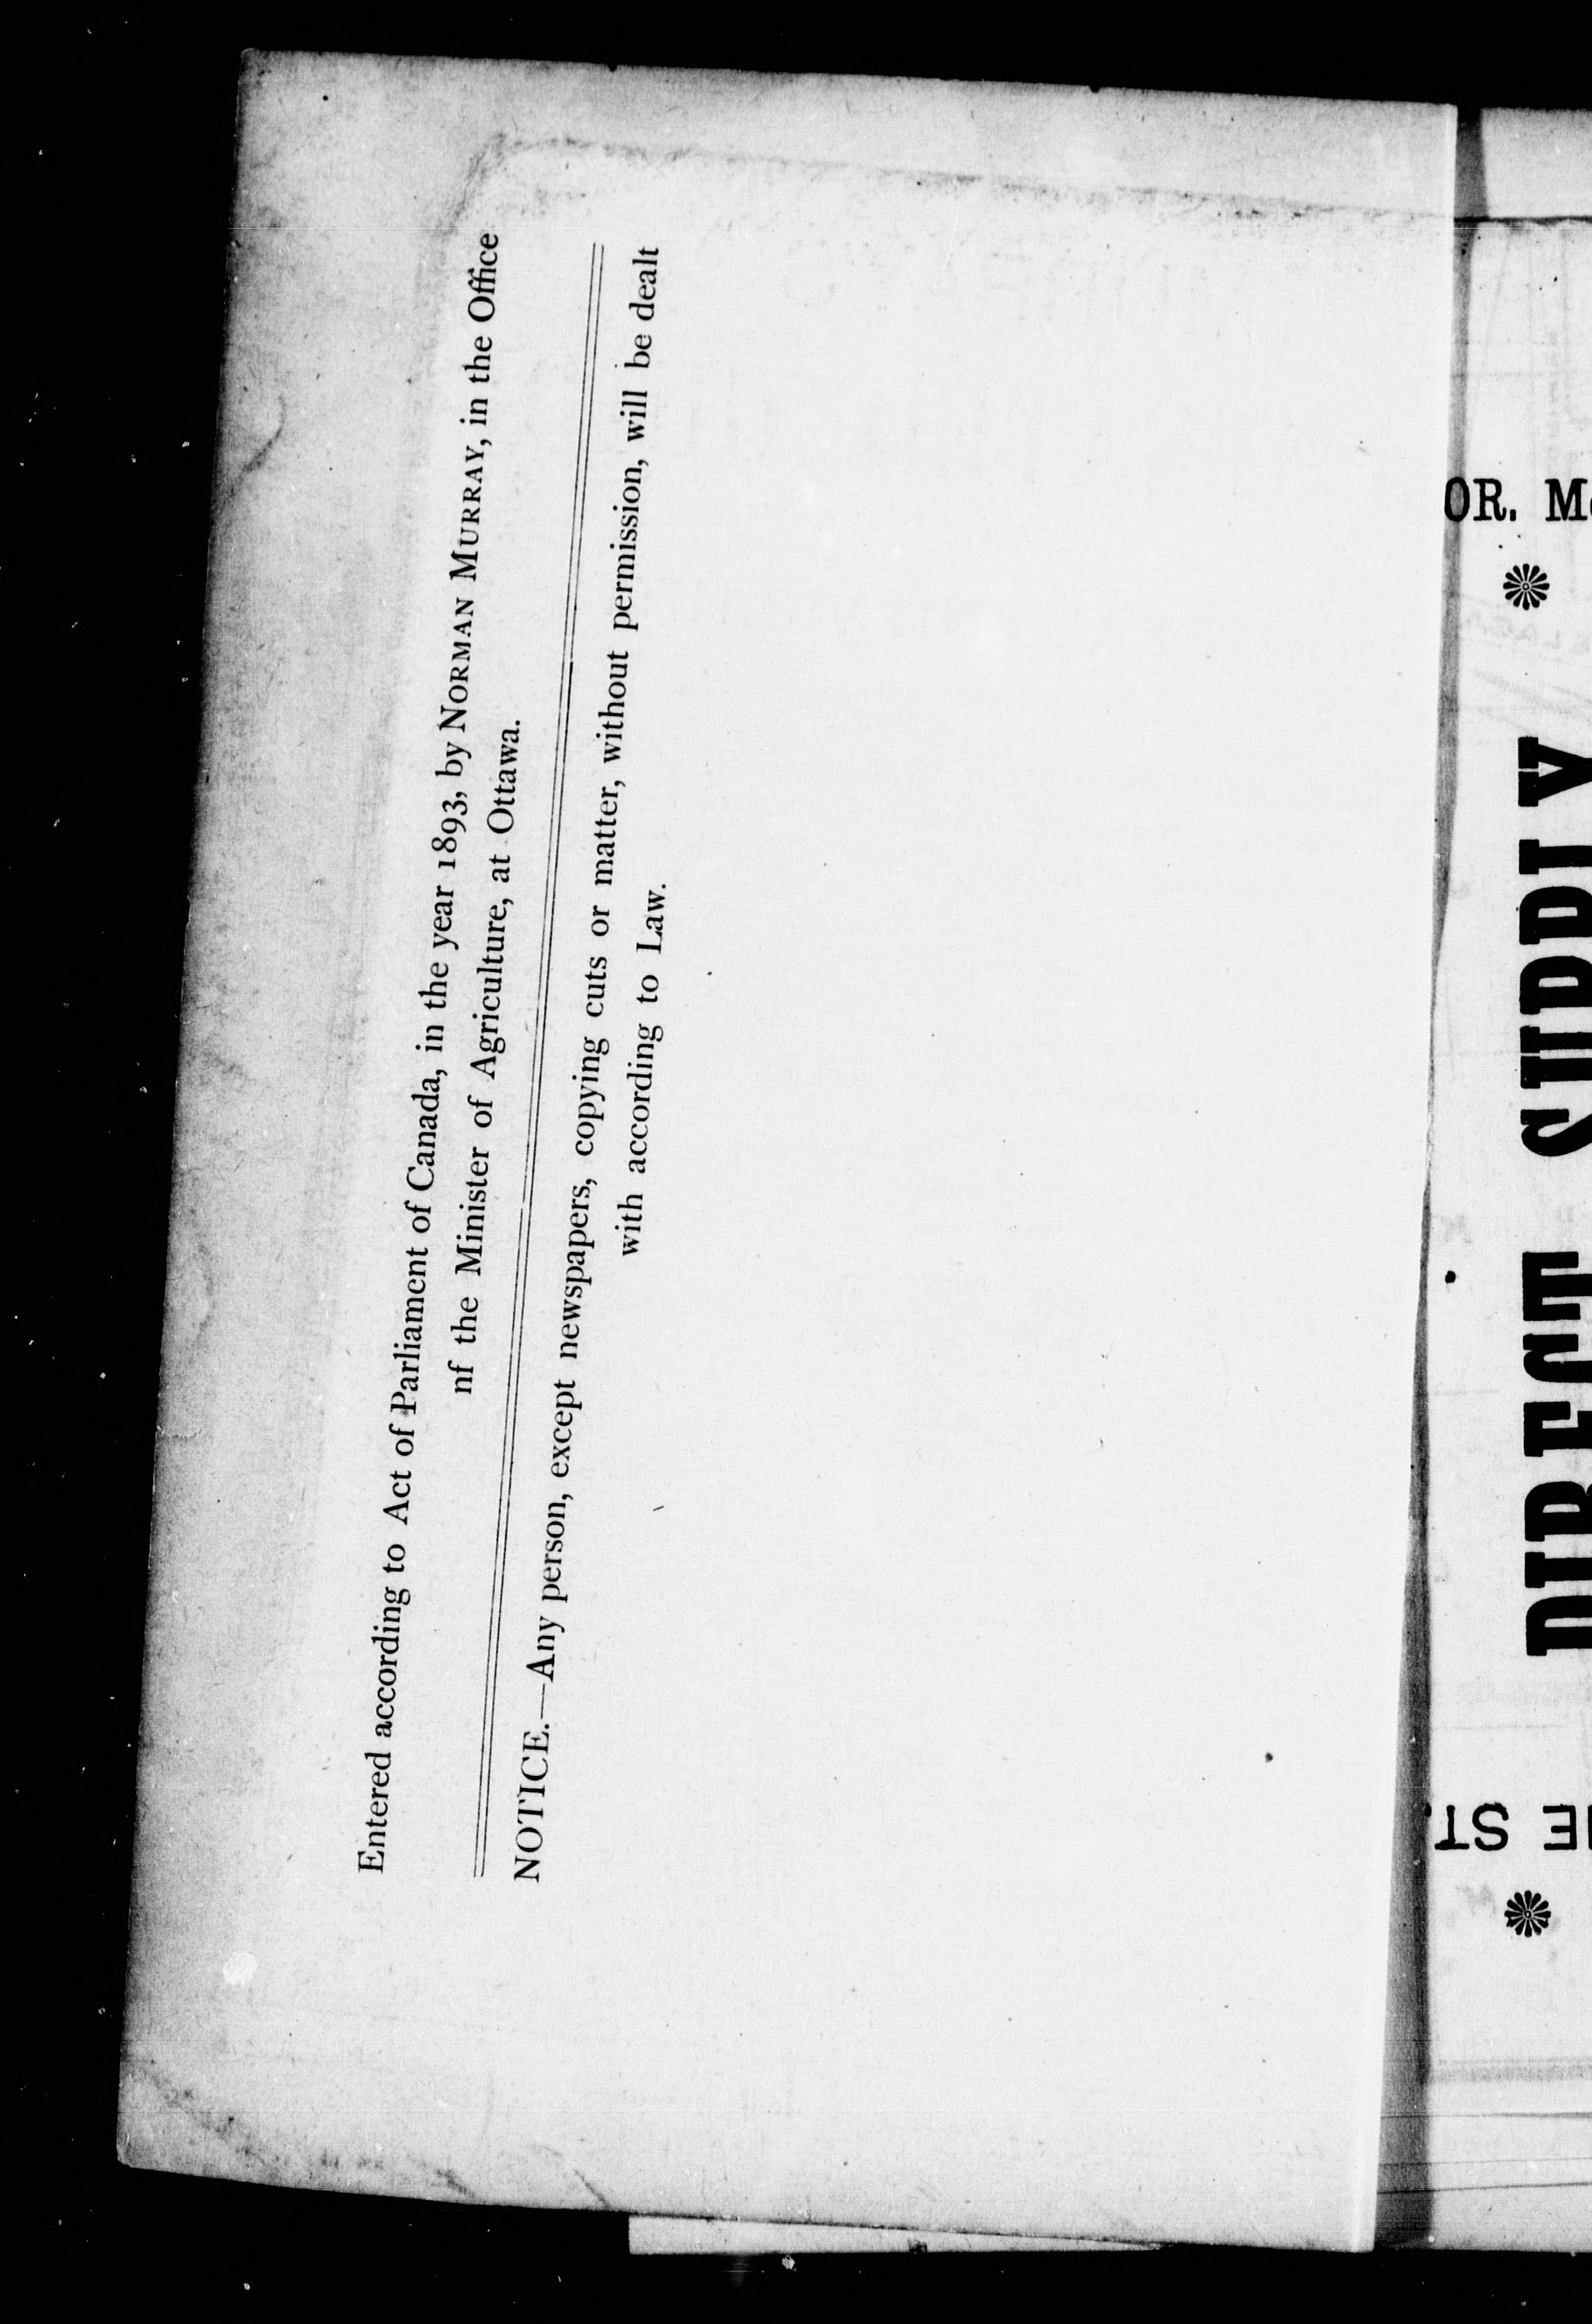 Entered according to Act of Parliament of Canada, in the year 1893, by NORMAN MURRAY, in the Office
nf the Minister of Agriculture, at Ottawa.
NOTICE.—Any person, except newspapers, copying cuts or matter, without permission, will be dealt
with according to Law.
OR.
DIRECT SUPPLY
ST.